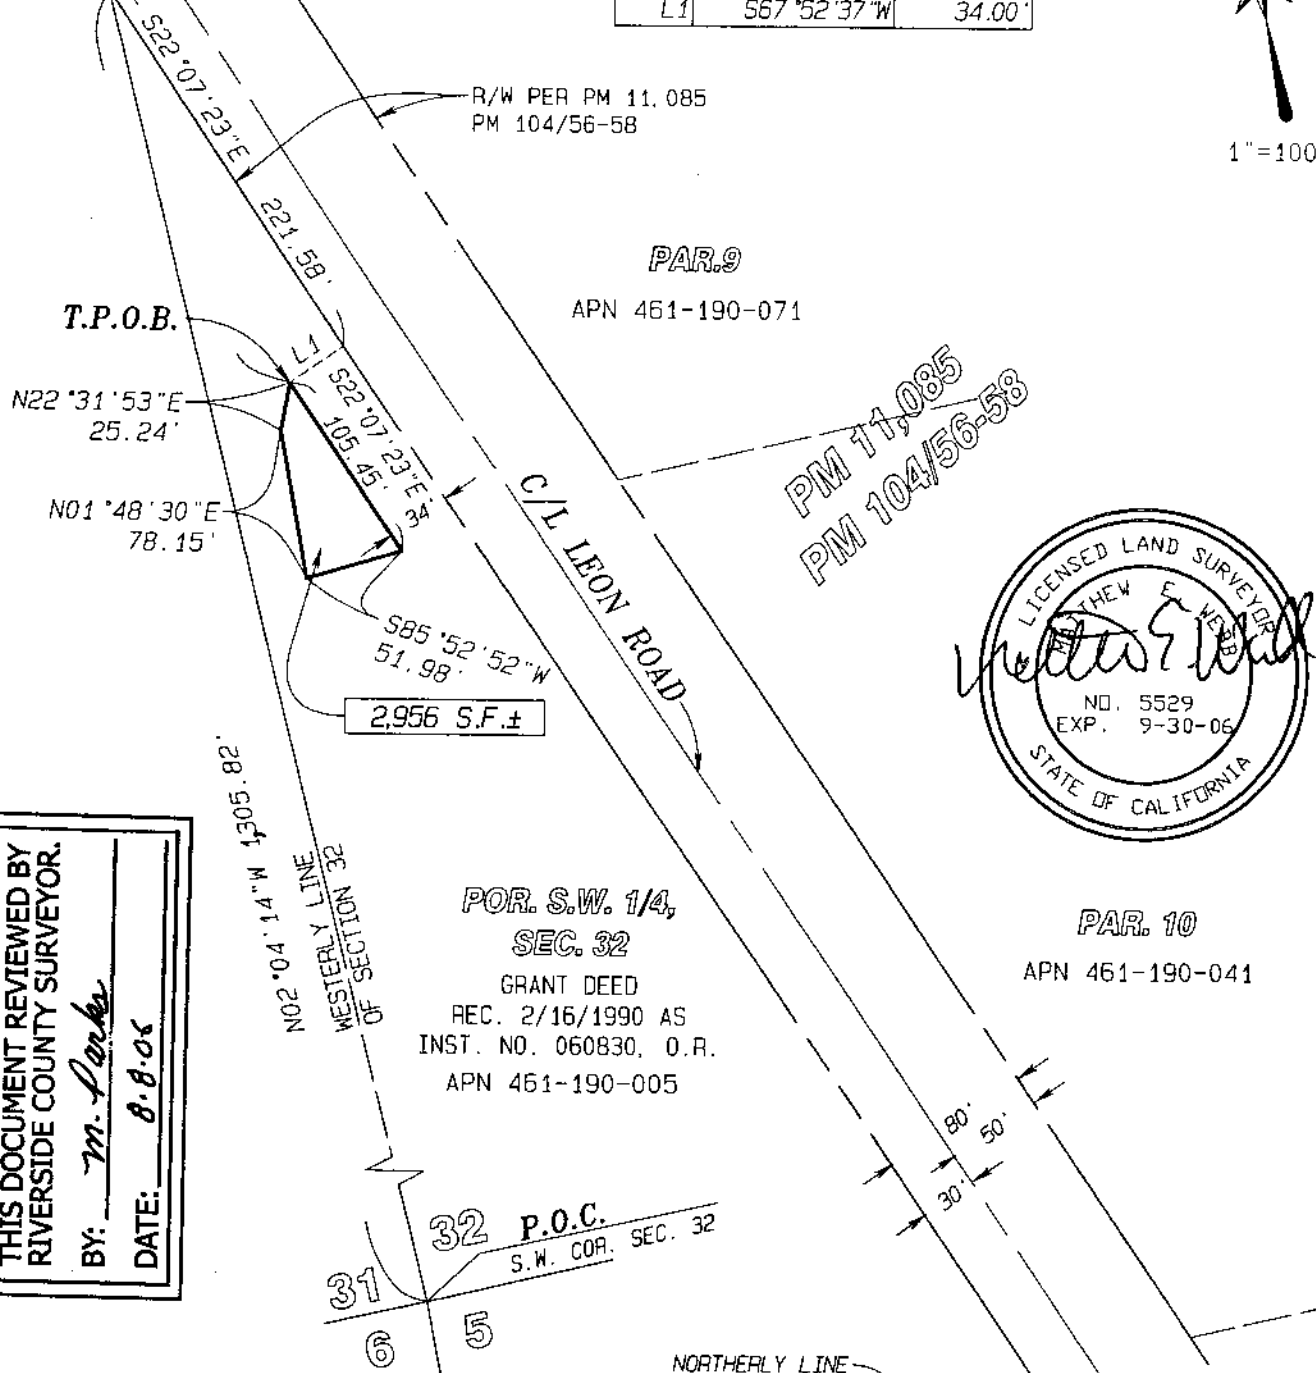 L1 S67°52'37"W 34.00'
S22°07'23"E
221.58'
R/W PER PM 11,085
PM 104/56-58
1"=100
PAR.9
APN 461-190-071
T.P.O.B.
L1
N22°31'53"E
25.24'
S22°07'23"E
105.45'
34'
N01°48'30"E
78.15'
S85°52'52"W
51.98'
2,956 S.F.±
C/L LEON ROAD
PM 11,085
PM 104/56-58
LICENSED LAND SURVEYOR
MATTHEW E. WEBB
NO. 5529
EXP. 9-30-06
STATE OF CALIFORNIA
N02°04'14"W 1,305.82'
WESTERLY LINE
OF SECTION 32
THIS DOCUMENT REVIEWED BY
RIVERSIDE COUNTY SURVEYOR.
BY: M. Parks
DATE: 8.8.06
POR. S.W. 1/4,
SEC. 32
GRANT DEED
REC. 2/16/1990 AS
INST. NO. 060830, O.R.
APN 461-190-005
PAR. 10
APN 461-190-041
80'
50'
30'
32
P.O.C.
S.W. COR. SEC. 32
31
6
5
NORTHERLY LINE